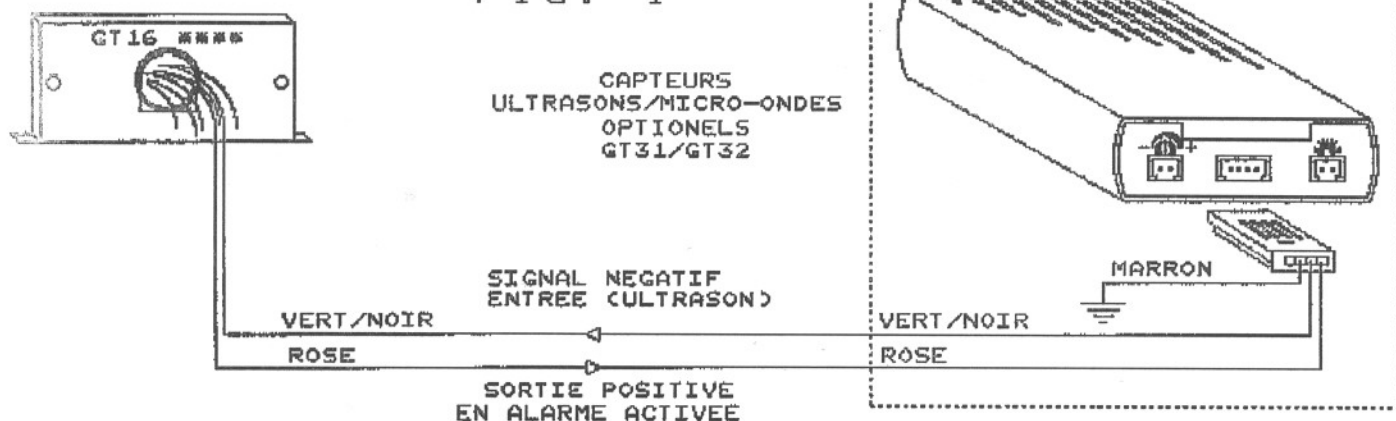 GT16 ****
CAPTEURS
ULTRASONS/MICRO-ONDES
OPTIONELS
GT31/GT32
- +
MARRON
SIGNAL NEGATIF
ENTREE (ULTRASON)
VERT/NOIR
VERT/NOIR
ROSE
ROSE
SORTIE POSITIVE
EN ALARME ACTIVEE